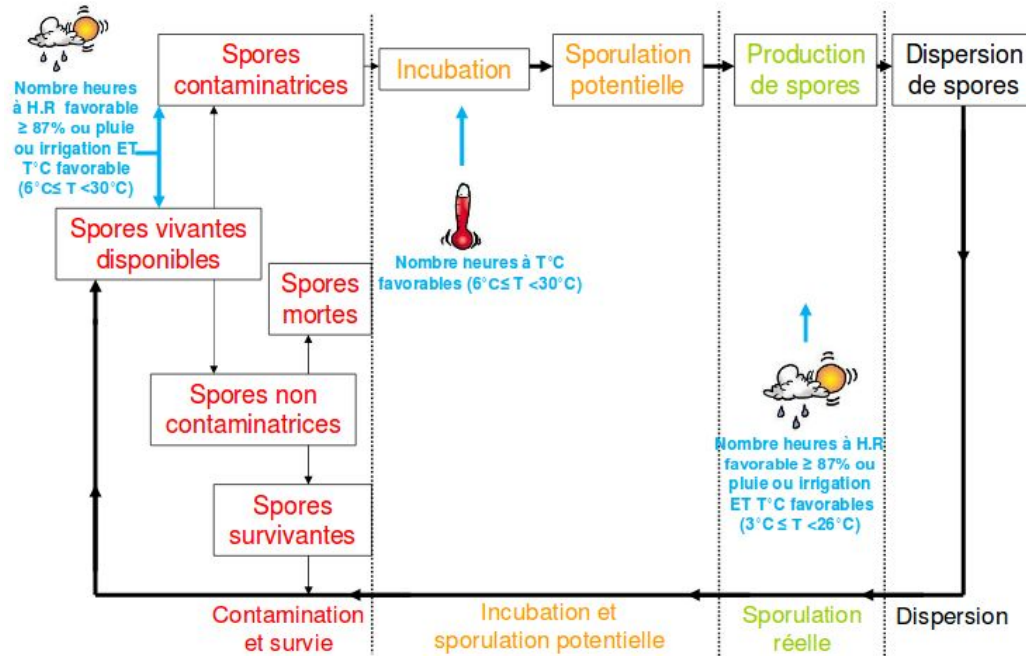 Spores
contaminatrices
Incubation
Sporulation
potentielle
Production
de spores
Dispersion
de spores
Nombre heures
à H.R favorable
≥ 87% ou pluie
ou irrigation ET
T°C favorable
(6°C≤ T <30°C)
Spores vivantes
disponibles
Spores
mortes
Nombre heures à T°C
favorables (6°C≤ T <30°C)
Spores non
contaminatrices
Nombre heures à H.R
favorable ≥ 87% ou
pluie ou irrigation
ET T°C favorables
(3°C ≤ T <26°C)
Spores
survivantes
Contamination
et survie
Incubation et
sporulation potentielle
Sporulation
réelle
Dispersion